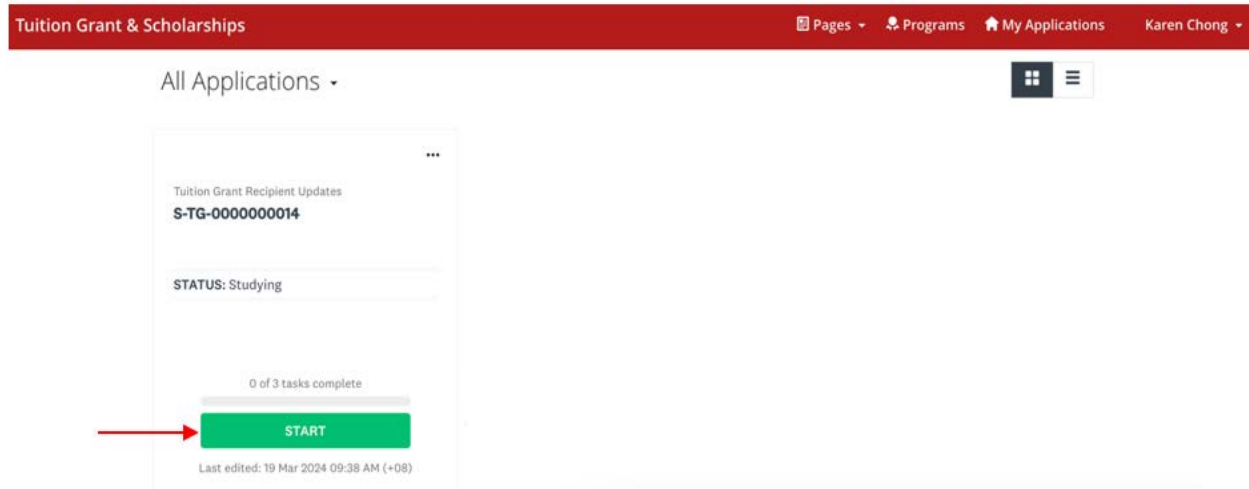 Tuition Grant & Scholarships
Pages
Programs
My Applications
Karen Chong
All Applications
Tuition Grant Recipient Updates
S-TG-0000000014
STATUS: Studying
0 of 3 tasks complete
START
Last edited: 19 Mar 2024 09:38 AM (+08)